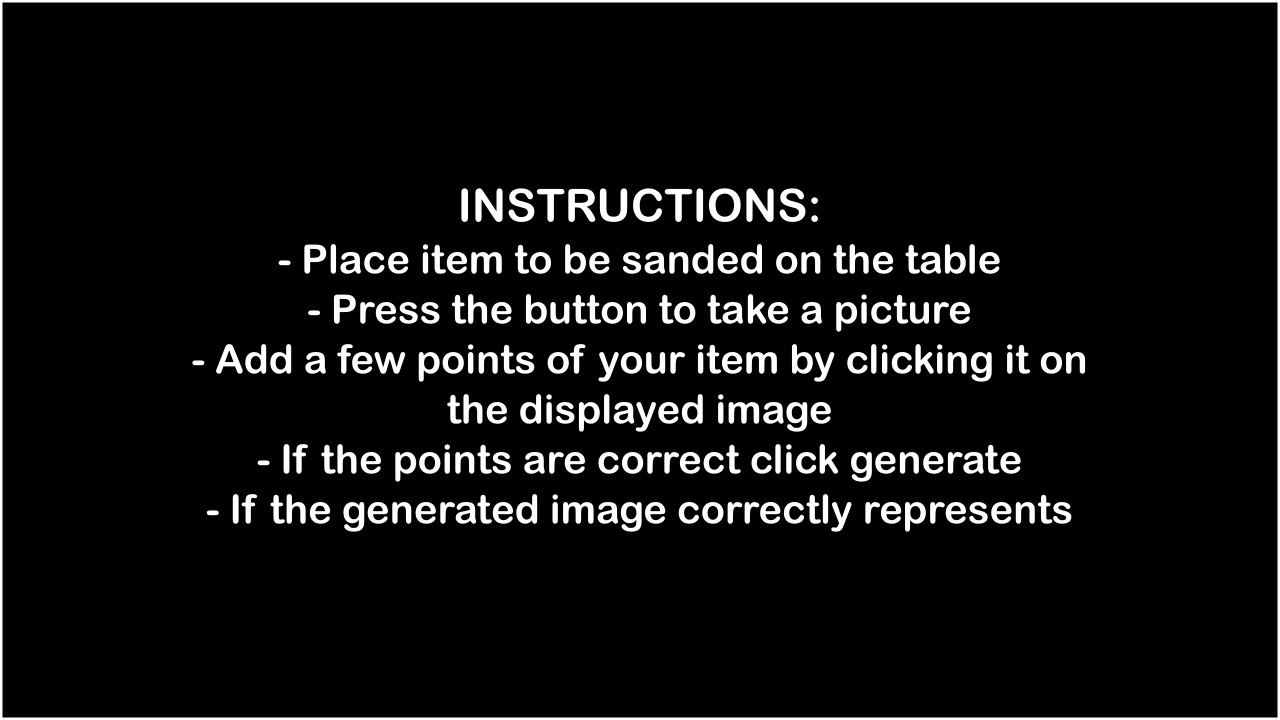 INSTRUCTIONS:
- Place item to be sanded on the table
- Press the button to take a picture
- Add a few points of your item by clicking it on
the displayed image
- If the points are correct click generate
- If the generated image correctly represents